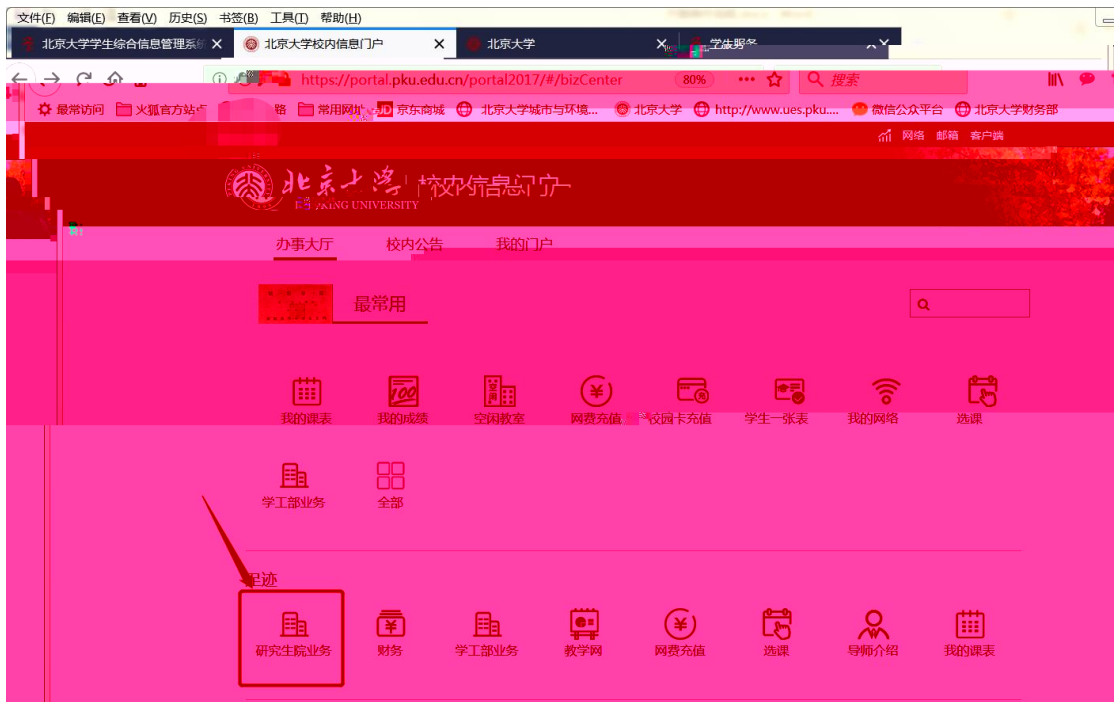 文件(F) 编辑(E) 查看(V) 历史(S) 书签(B) 工具(T) 帮助(H)
北京大学学生综合信息管理系统 X 北京大学校内信息门户 X 北京大学 X
https://portal.pku.edu.cn/portal2017/#/bizCenter 80% 搜索
最常访问 火狐官方站点 常用网址 京东商城 北京大学城市与环境... 北京大学 http://www.ues.pku.... 微信公众平台 北京大学财务部
网络 邮箱 客户端
北京大学 校内信息门户
UNIVERSITY
办事大厅 校内公告 我的门户
最常用
我的课表 我的成绩 空闲教室 网费充值 校园卡充值 学生一张表 我的网络 选课
学工部业务 全部
足迹
研究生院业务 财务 学工部业务 教学网 网费充值 选课 导师介绍 我的课表